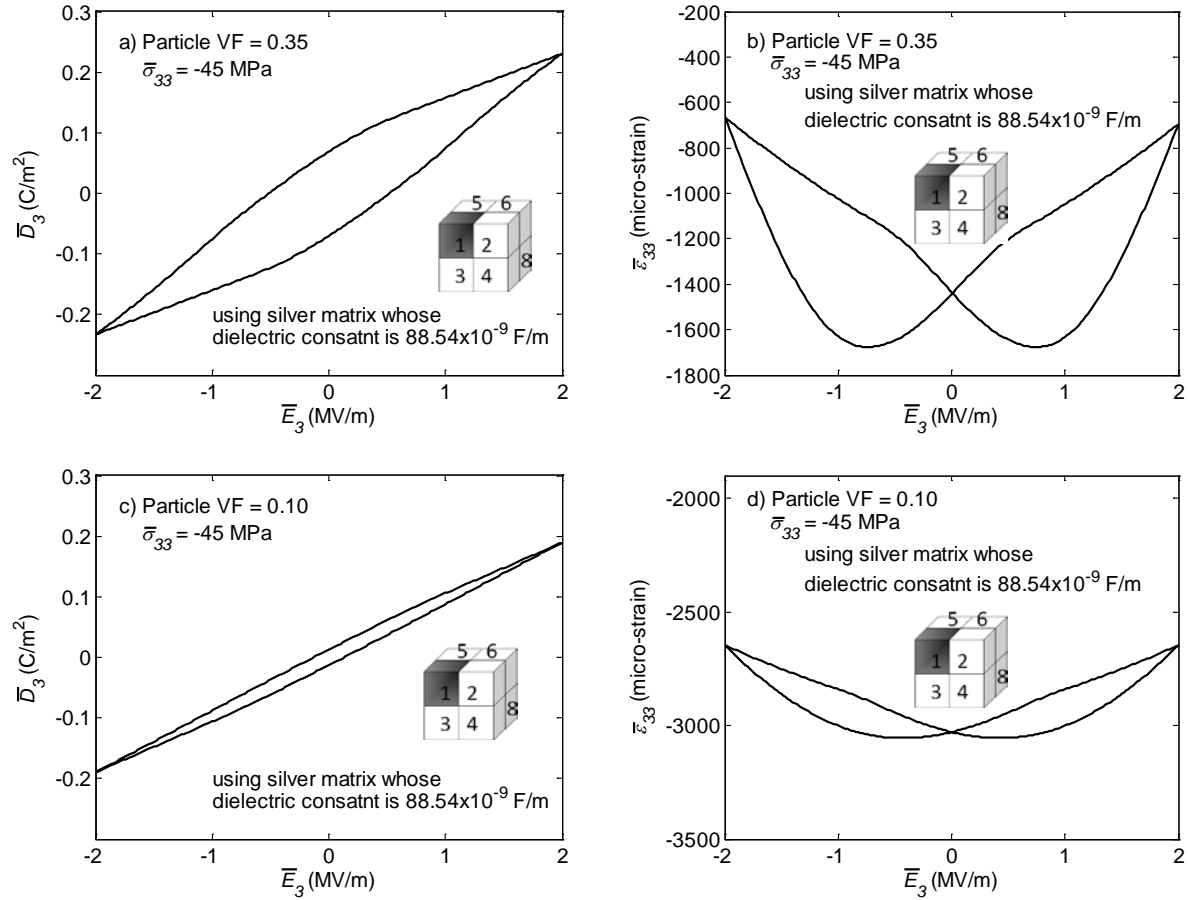 a) Particle VF = 0.35
σ̅33 = -45 MPa
using silver matrix whose
dielectric consatnt is 88.54x10-9 F/m
5 6
1 2
3 4 8
0.3
0.2
0.1
0
-0.1
-0.2
-2 -1 0 1 2
D̅3 (C/m2)
E̅3 (MV/m)
b) Particle VF = 0.35
σ̅33 = -45 MPa
using silver matrix whose
dielectric consatnt is 88.54x10-9 F/m
5 6
1 2
3 4 8
-200
-400
-600
-800
-1000
-1200
-1400
-1600
-1800
-2 -1 0 1 2
ε̅33 (micro-strain)
E̅3 (MV/m)
c) Particle VF = 0.10
σ̅33 = -45 MPa
using silver matrix whose
dielectric consatnt is 88.54x10-9 F/m
5 6
1 2
3 4 8
0.3
0.2
0.1
0
-0.1
-0.2
-2 -1 0 1 2
D̅3 (C/m2)
E̅3 (MV/m)
d) Particle VF = 0.10
σ̅33 = -45 MPa
using silver matrix whose
dielectric consatnt is 88.54x10-9 F/m
5 6
1 2
3 4 8
-2000
-2500
-3000
-3500
-2 -1 0 1 2
ε̅33 (micro-strain)
E̅3 (MV/m)